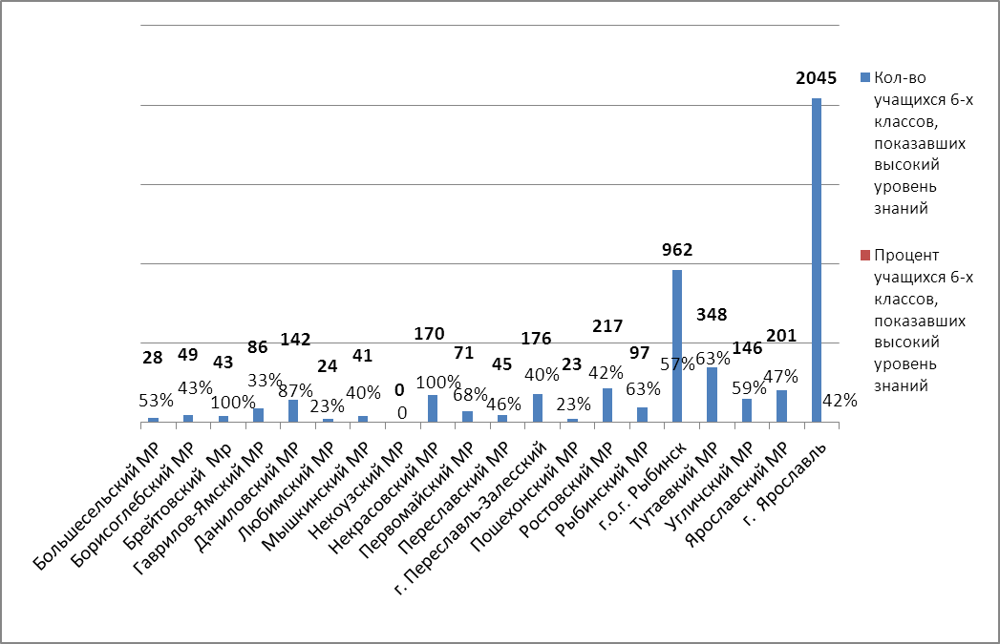 2045
962
348
217
201
176
170
146
142
97
86
71
49
45
43
41
28
24
23
0
53%
43%
100%
33%
87%
23%
40%
0
100%
68%
46%
40%
23%
42%
63%
57%
63%
59%
47%
42%
Большесельский МР
Борисоглебский МР
Брейтовский Мр
Гаврилов-Ямский МР
Даниловский МР
Любимский МР
Мышкинский МР
Некоузский МР
Некрасовский МР
Первомайский МР
Переславский МР
г. Переславль-Залесский
Пошехонский МР
Ростовский МР
Рыбинский МР
г.о.г. Рыбинск
Тутаевкий МР
Угличский МР
Ярославский МР
г. Ярославль
Кол-во
учащихся 6-х
классов,
показавших
высокий
уровень
знаний
Процент
учащихся 6-х
классов,
показавших
высокий
уровень
знаний